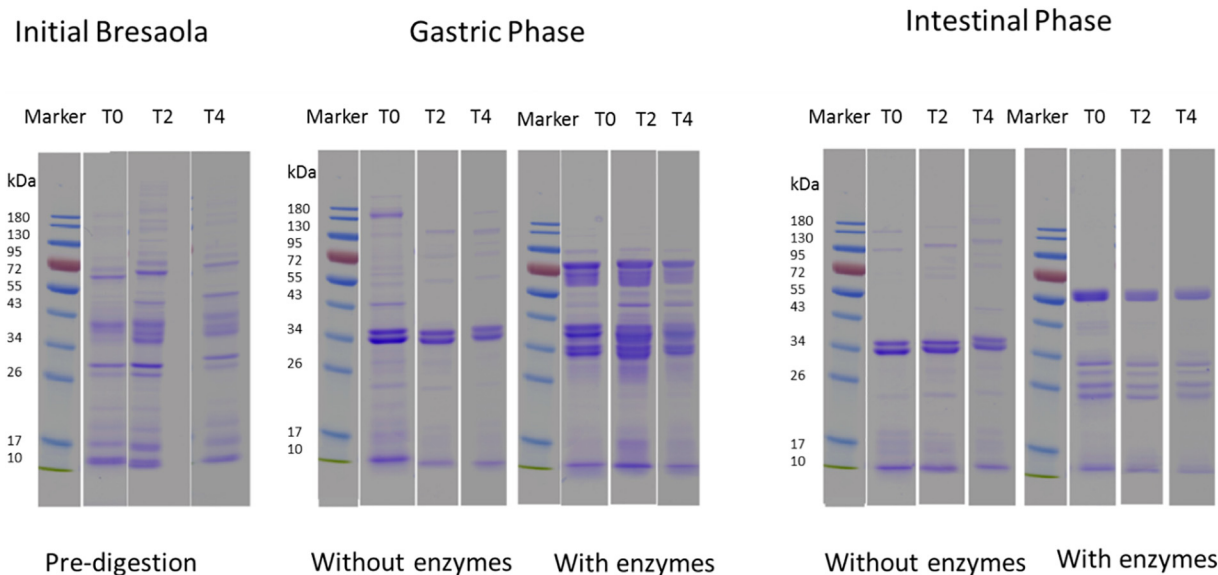 Initial Bresaola
Gastric Phase
Intestinal Phase
Marker T0 T2 T4
kDa
180
130
95
72
55
43
34
26
17
10
Pre-digestion
Marker T0 T2 T4
kDa
180
130
95
72
55
43
34
26
17
10
Without enzymes
Marker T0 T2 T4
With enzymes
Marker T0 T2 T4
kDa
180
130
95
72
55
43
34
26
17
10
Without enzymes
Marker T0 T2 T4
With enzymes